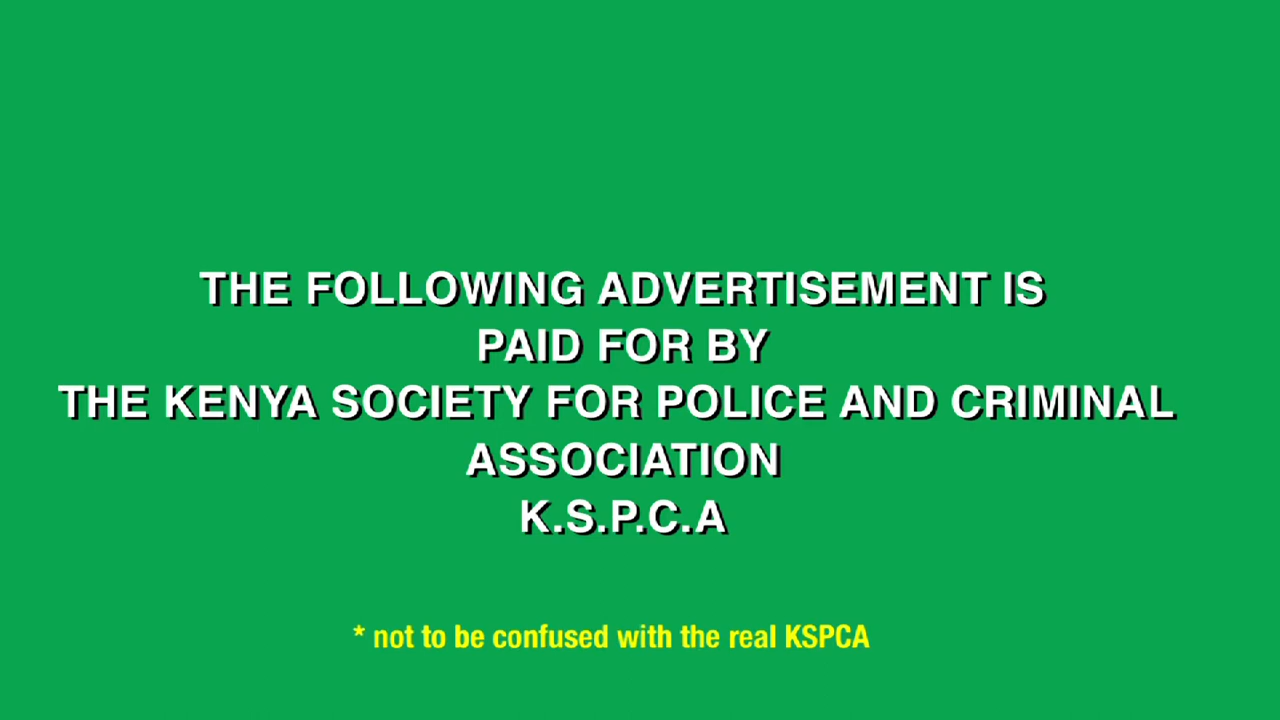 THE FOLLOWING ADVERTISEMENT IS
PAID FOR BY
THE KENYA SOCIETY FOR POLICE AND CRIMINAL
ASSOCIATION
K.S.P.C.A
* not to be confused with the real KSPCA